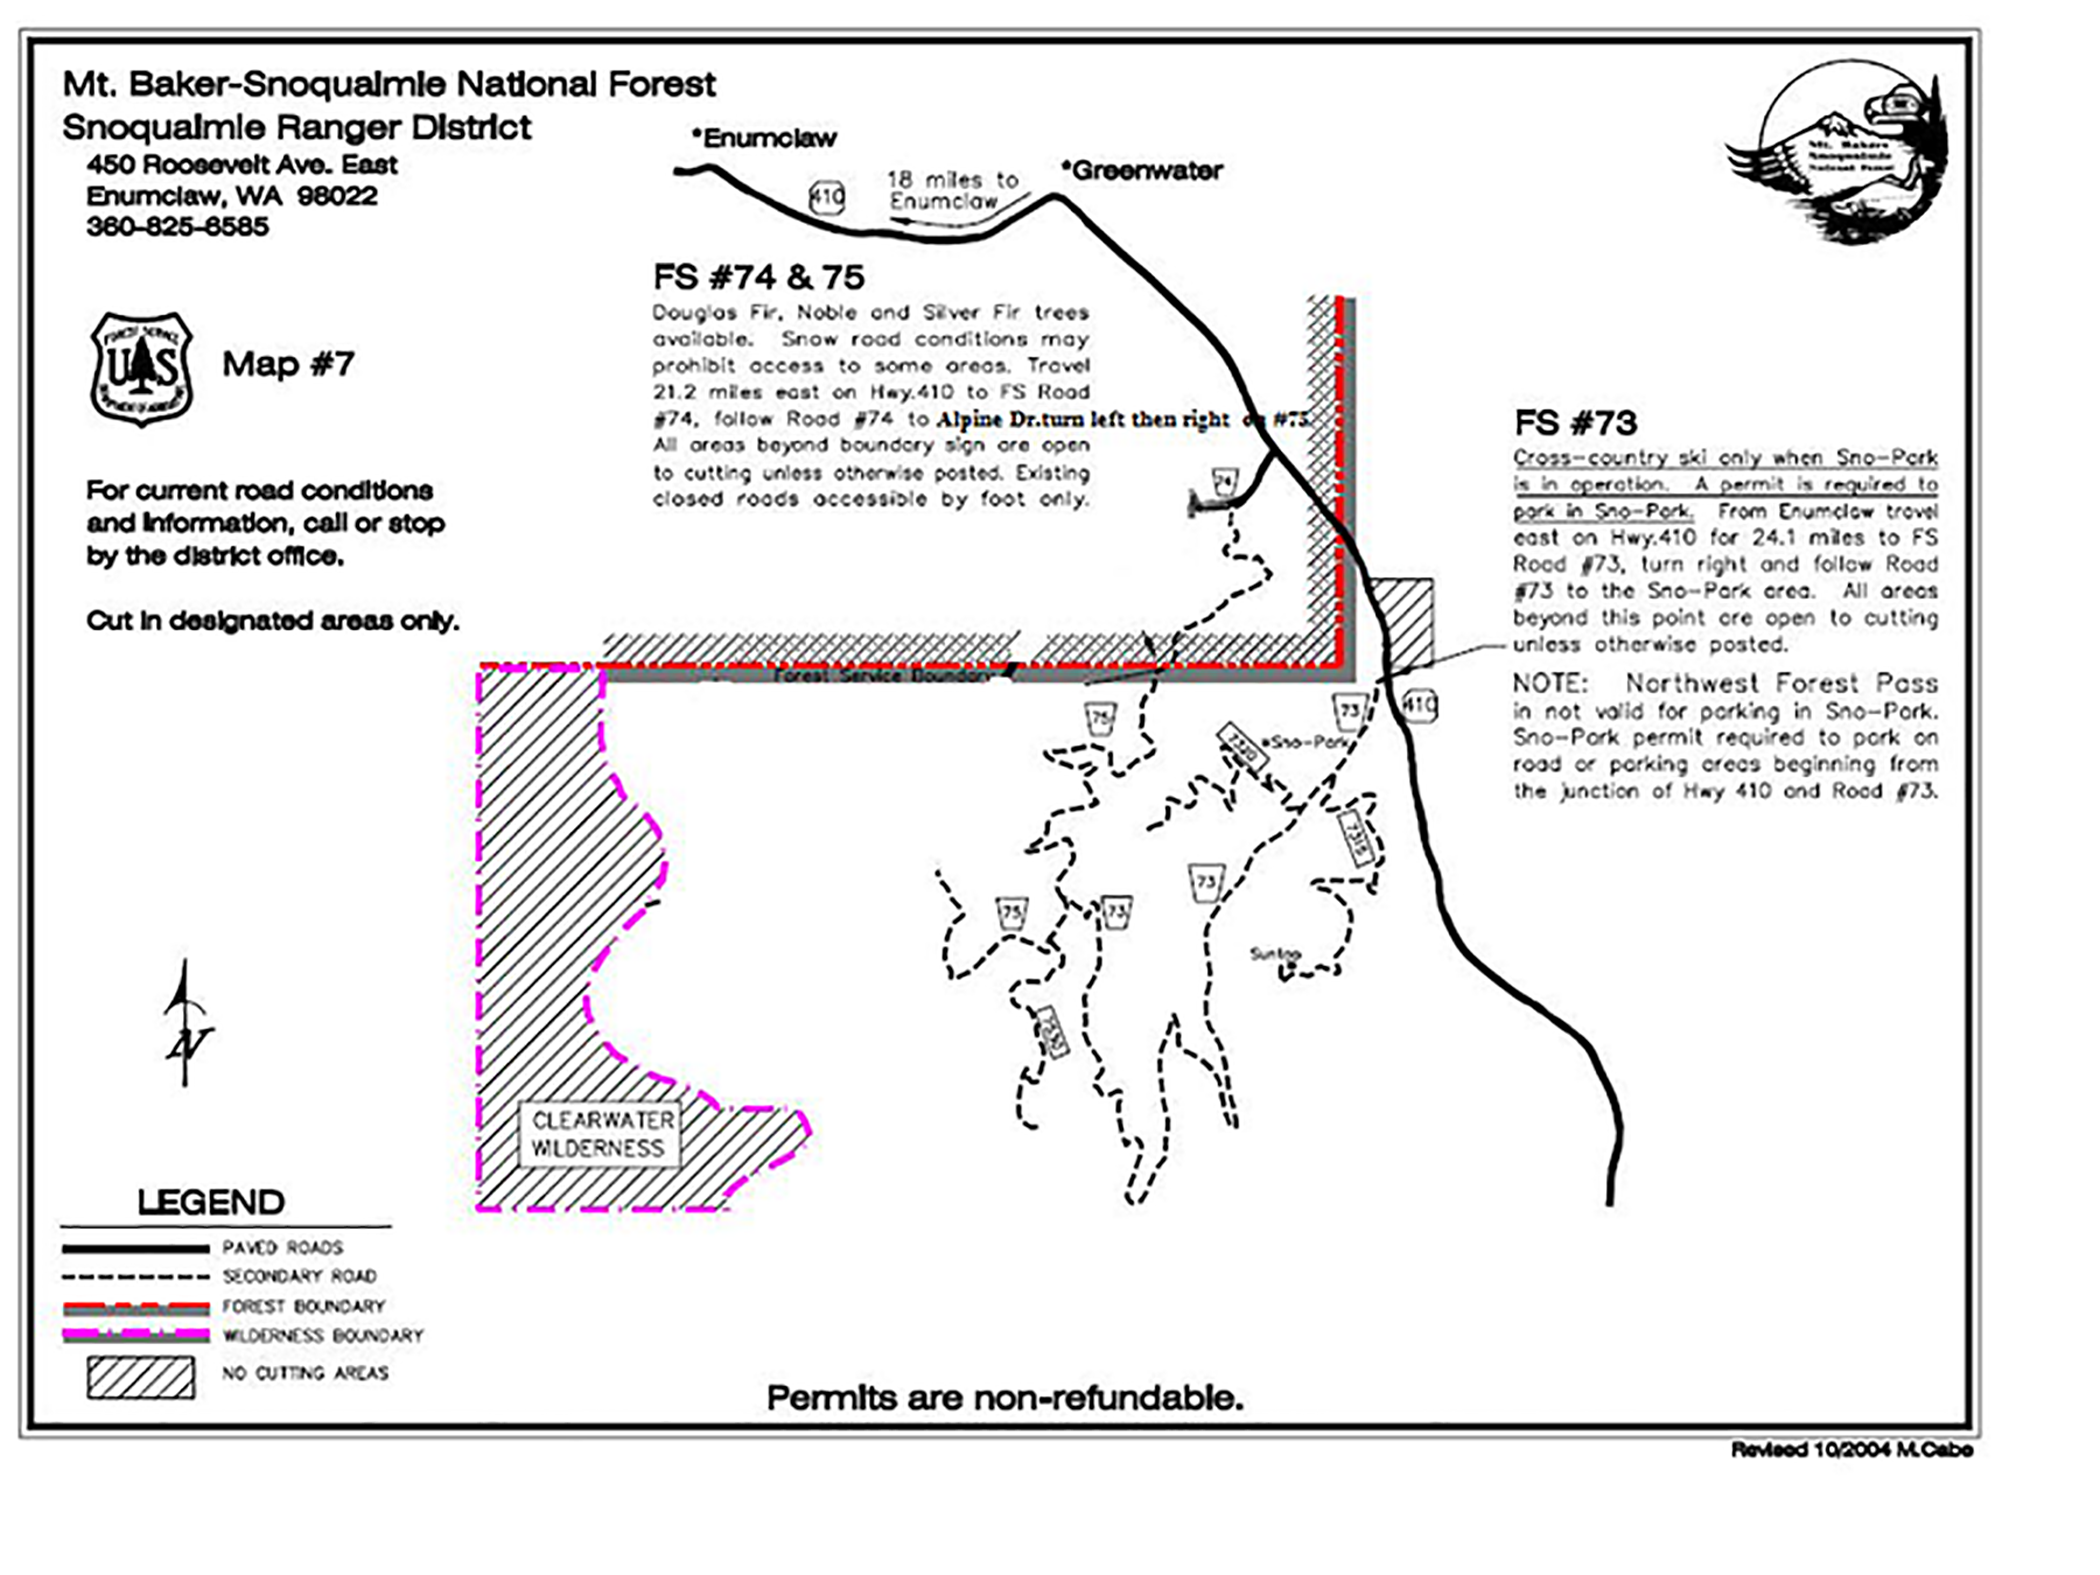 Mt. Baker-Snoqualmie National Forest
Snoqualmie Ranger District
450 Roosevelt Ave. East
Enumclaw, WA 98022
360-825-6585
*Enumclaw
410
18 miles to
Enumclaw
*Greenwater
Mt. Baker
Snoqualmie
National Forest
FOREST SERVICE
US
DEPARTMENT OF AGRICULTURE
Map #7
For current road conditions
and information, call or stop
by the district office.
Cut in designated areas only.
FS #74 & 75
Douglas Fir, Noble and Silver Fir trees
available. Snow road conditions may
prohibit access to some areas. Travel
21.2 miles east on Hwy.410 to FS Road
#74, follow Road #74 to Alpine Dr.turn left then right on #75.
All areas beyond boundary sign are open
to cutting unless otherwise posted. Existing
closed roads accessible by foot only.
74
FS #73
Cross-country ski only when Sno-Park
is in operation. A permit is required to
park in Sno-Park. From Enumclaw travel
east on Hwy.410 for 24.1 miles to FS
Road #73, turn right and follow Road
#73 to the Sno-Park area. All areas
beyond this point are open to cutting
unless otherwise posted.
NOTE: Northwest Forest Pass
in not valid for parking in Sno-Park.
Sno-Park permit required to park on
road or parking areas beginning from
the junction of Hwy 410 and Road #73.
Forest Service Boundary
75
73
410
7320
*Sno-Park
7315
73
75
73
Suntop
CLEARWATER
WILDERNESS
N
LEGEND
PAVED ROADS
SECONDARY ROAD
FOREST BOUNDARY
WILDERNESS BOUNDARY
NO CUTTING AREAS
Permits are non-refundable.
Revised 10/2004 M.Cabe